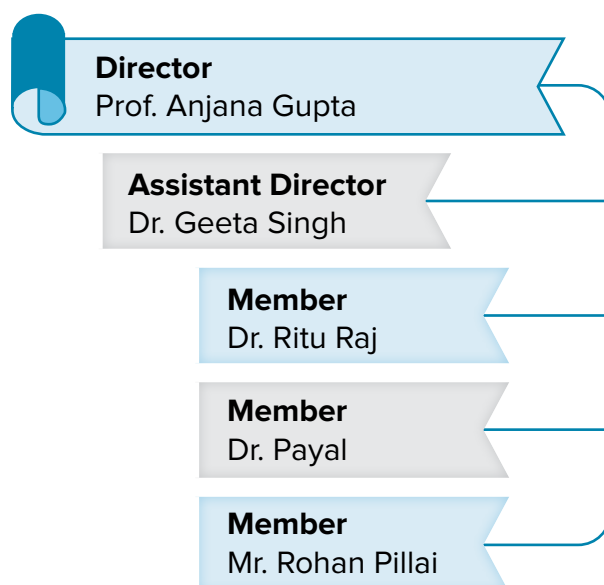 Director
Prof. Anjana Gupta
Assistant Director
Dr. Geeta Singh
Member
Dr. Ritu Raj
Member
Dr. Payal
Member
Mr. Rohan Pillai